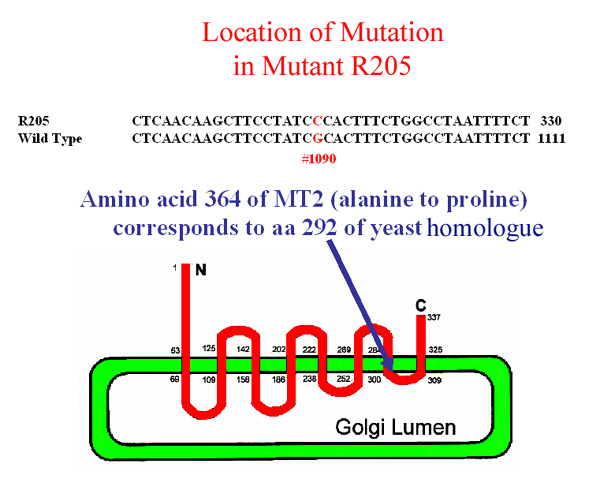 Location of Mutation
in Mutant R205
R205 CTCAACAAGCTTCCTATCCCACTTTCTGGCCTAATTTTCT 330
Wild Type CTCAACAAGCTTCCTATCGCACTTTCTGGCCTAATTTTCT 1111
#1090
Amino acid 364 of MT2 (alanine to proline)
corresponds to aa 292 of yeast homologue
1 N
C
337
53 125 142 202 222 269 284 325
69 109 158 186 238 252 300 309
Golgi Lumen